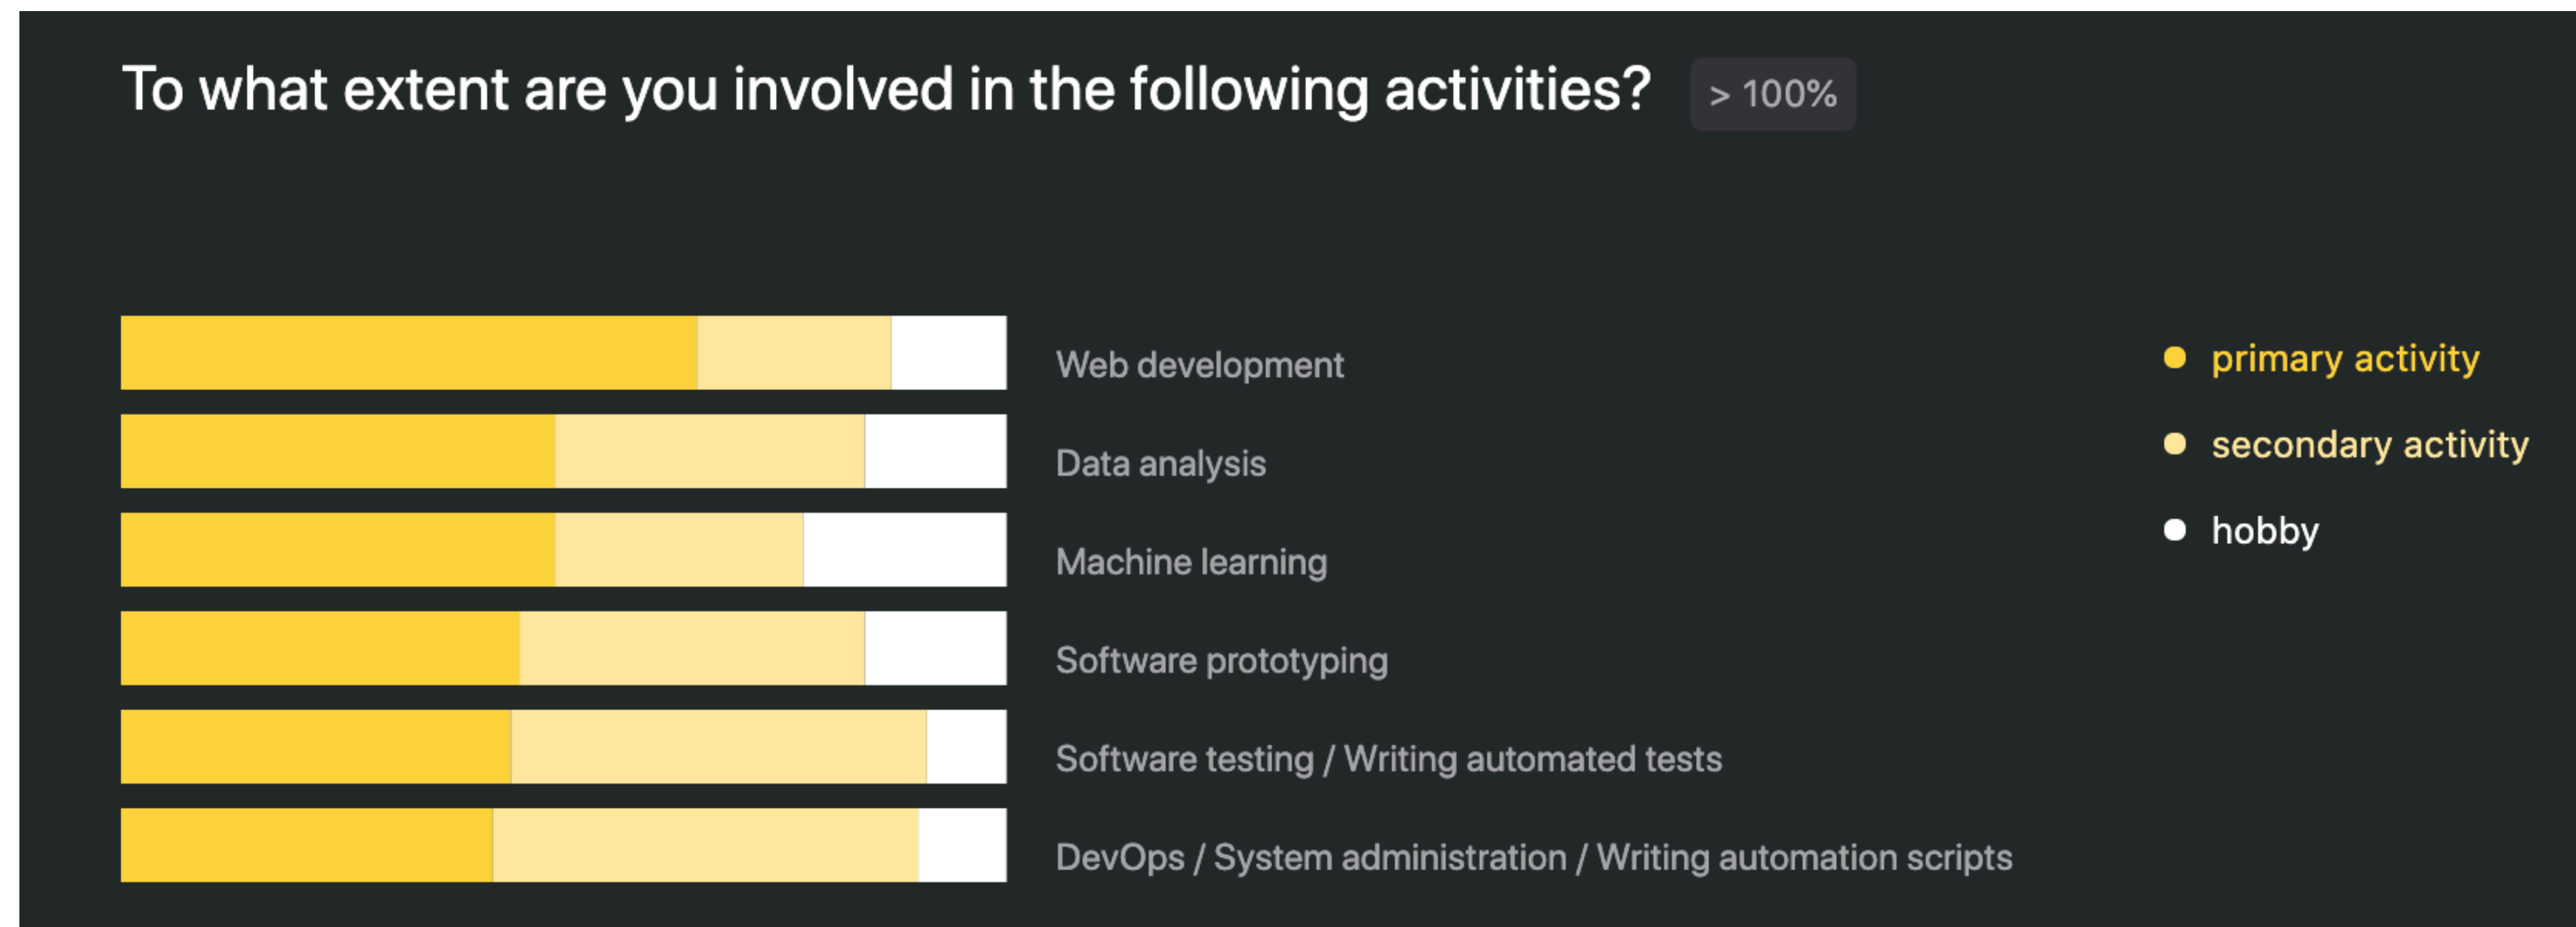 To what extent are you involved in the following activities? > 100%
Web development
Data analysis
Machine learning
Software prototyping
Software testing / Writing automated tests
DevOps / System administration / Writing automation scripts
primary activity
secondary activity
hobby